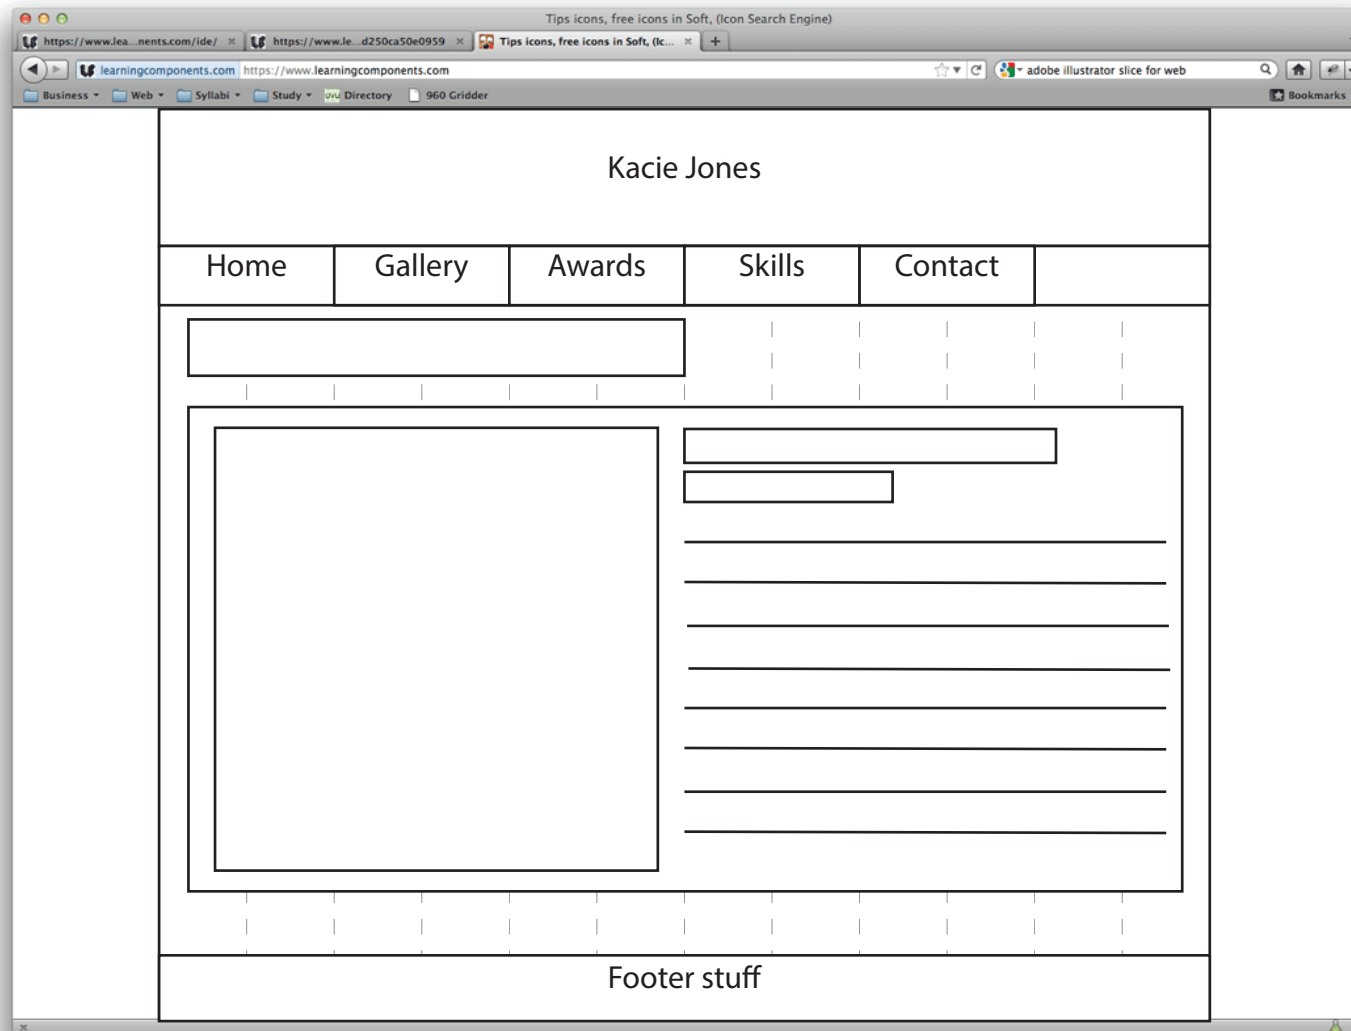 Tips icons, free icons in Soft, (Icon Search Engine)
https://www.lea...nents.com/ide/
https://www.le...d250ca50e0959
Tips icons, free icons in Soft, (Ic...
learningcomponents.com https://www.learningcomponents.com
adobe illustrator slice for web
Business Web Syllabi Study UVU Directory 960 Gridder Bookmarks
Kacie Jones
Home Gallery Awards Skills Contact
Footer stuff